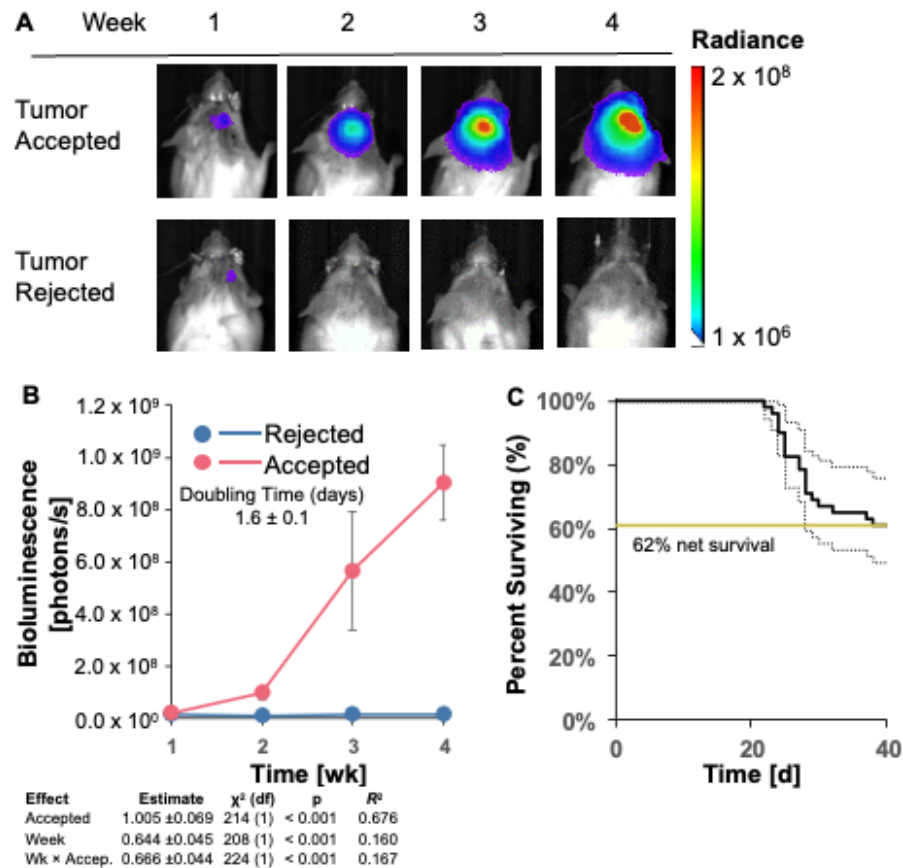 A Week 1 2 3 4
Radiance
2 x 10⁸
Tumor
Accepted
Tumor
Rejected
1 x 10⁶
B
1.2 x 10⁹
1.0 x 10⁹
8.0 x 10⁸
6.0 x 10⁸
4.0 x 10⁸
2.0 x 10⁸
0.0 x 10⁰
Bioluminescence
[photons/s]
Rejected
Accepted
Doubling Time (days)
1.6 ± 0.1
1 2 3 4
Time [wk]
C
100%
80%
60%
40%
20%
0%
Percent Surviving (%)
62% net survival
0 20 40
Time [d]
Effect Estimate χ² (df) p R²
Accepted 1.005 ±0.069 214 (1) < 0.001 0.676
Week 0.644 ±0.045 208 (1) < 0.001 0.160
Wk × Accep. 0.666 ±0.044 224 (1) < 0.001 0.167